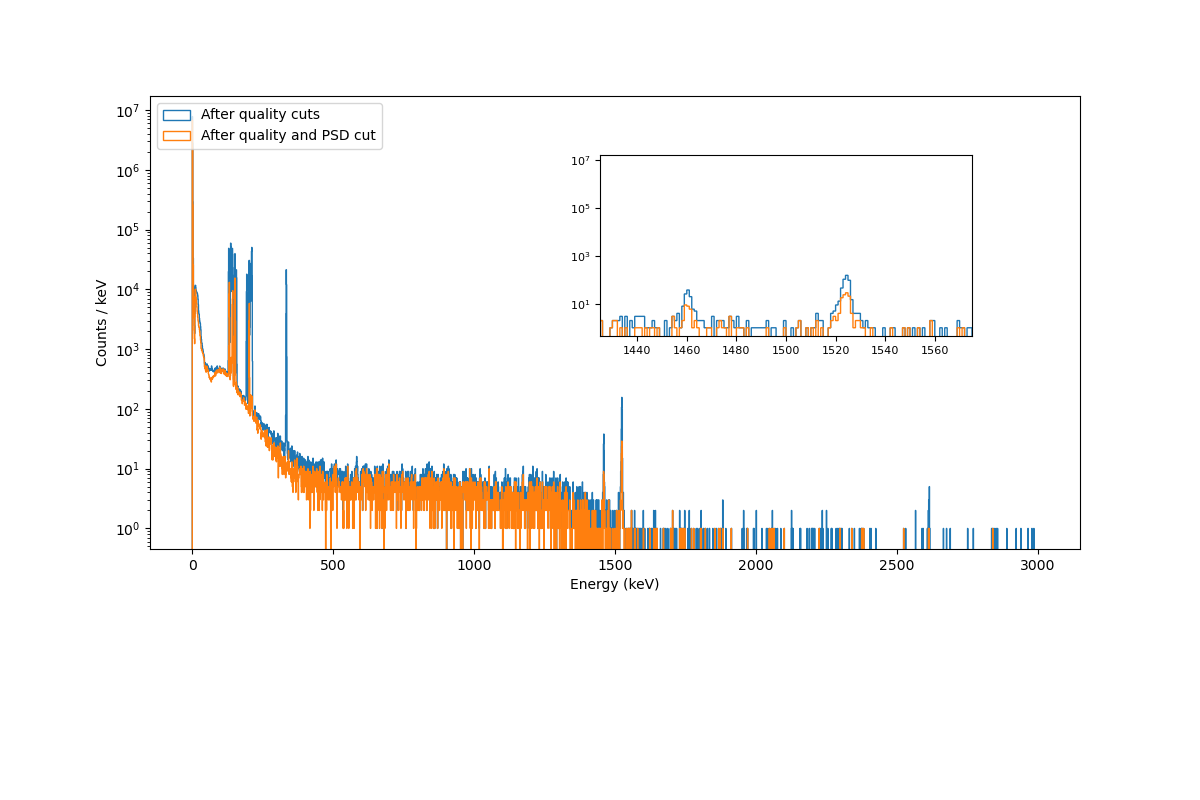 After quality cuts
After quality and PSD cut
Counts / keV
10^7
10^6
10^5
10^4
10^3
10^2
10^1
10^0
0 500 1000 1500 2000 2500 3000
Energy (keV)
10^7
10^5
10^3
10^1
1440 1460 1480 1500 1520 1540 1560